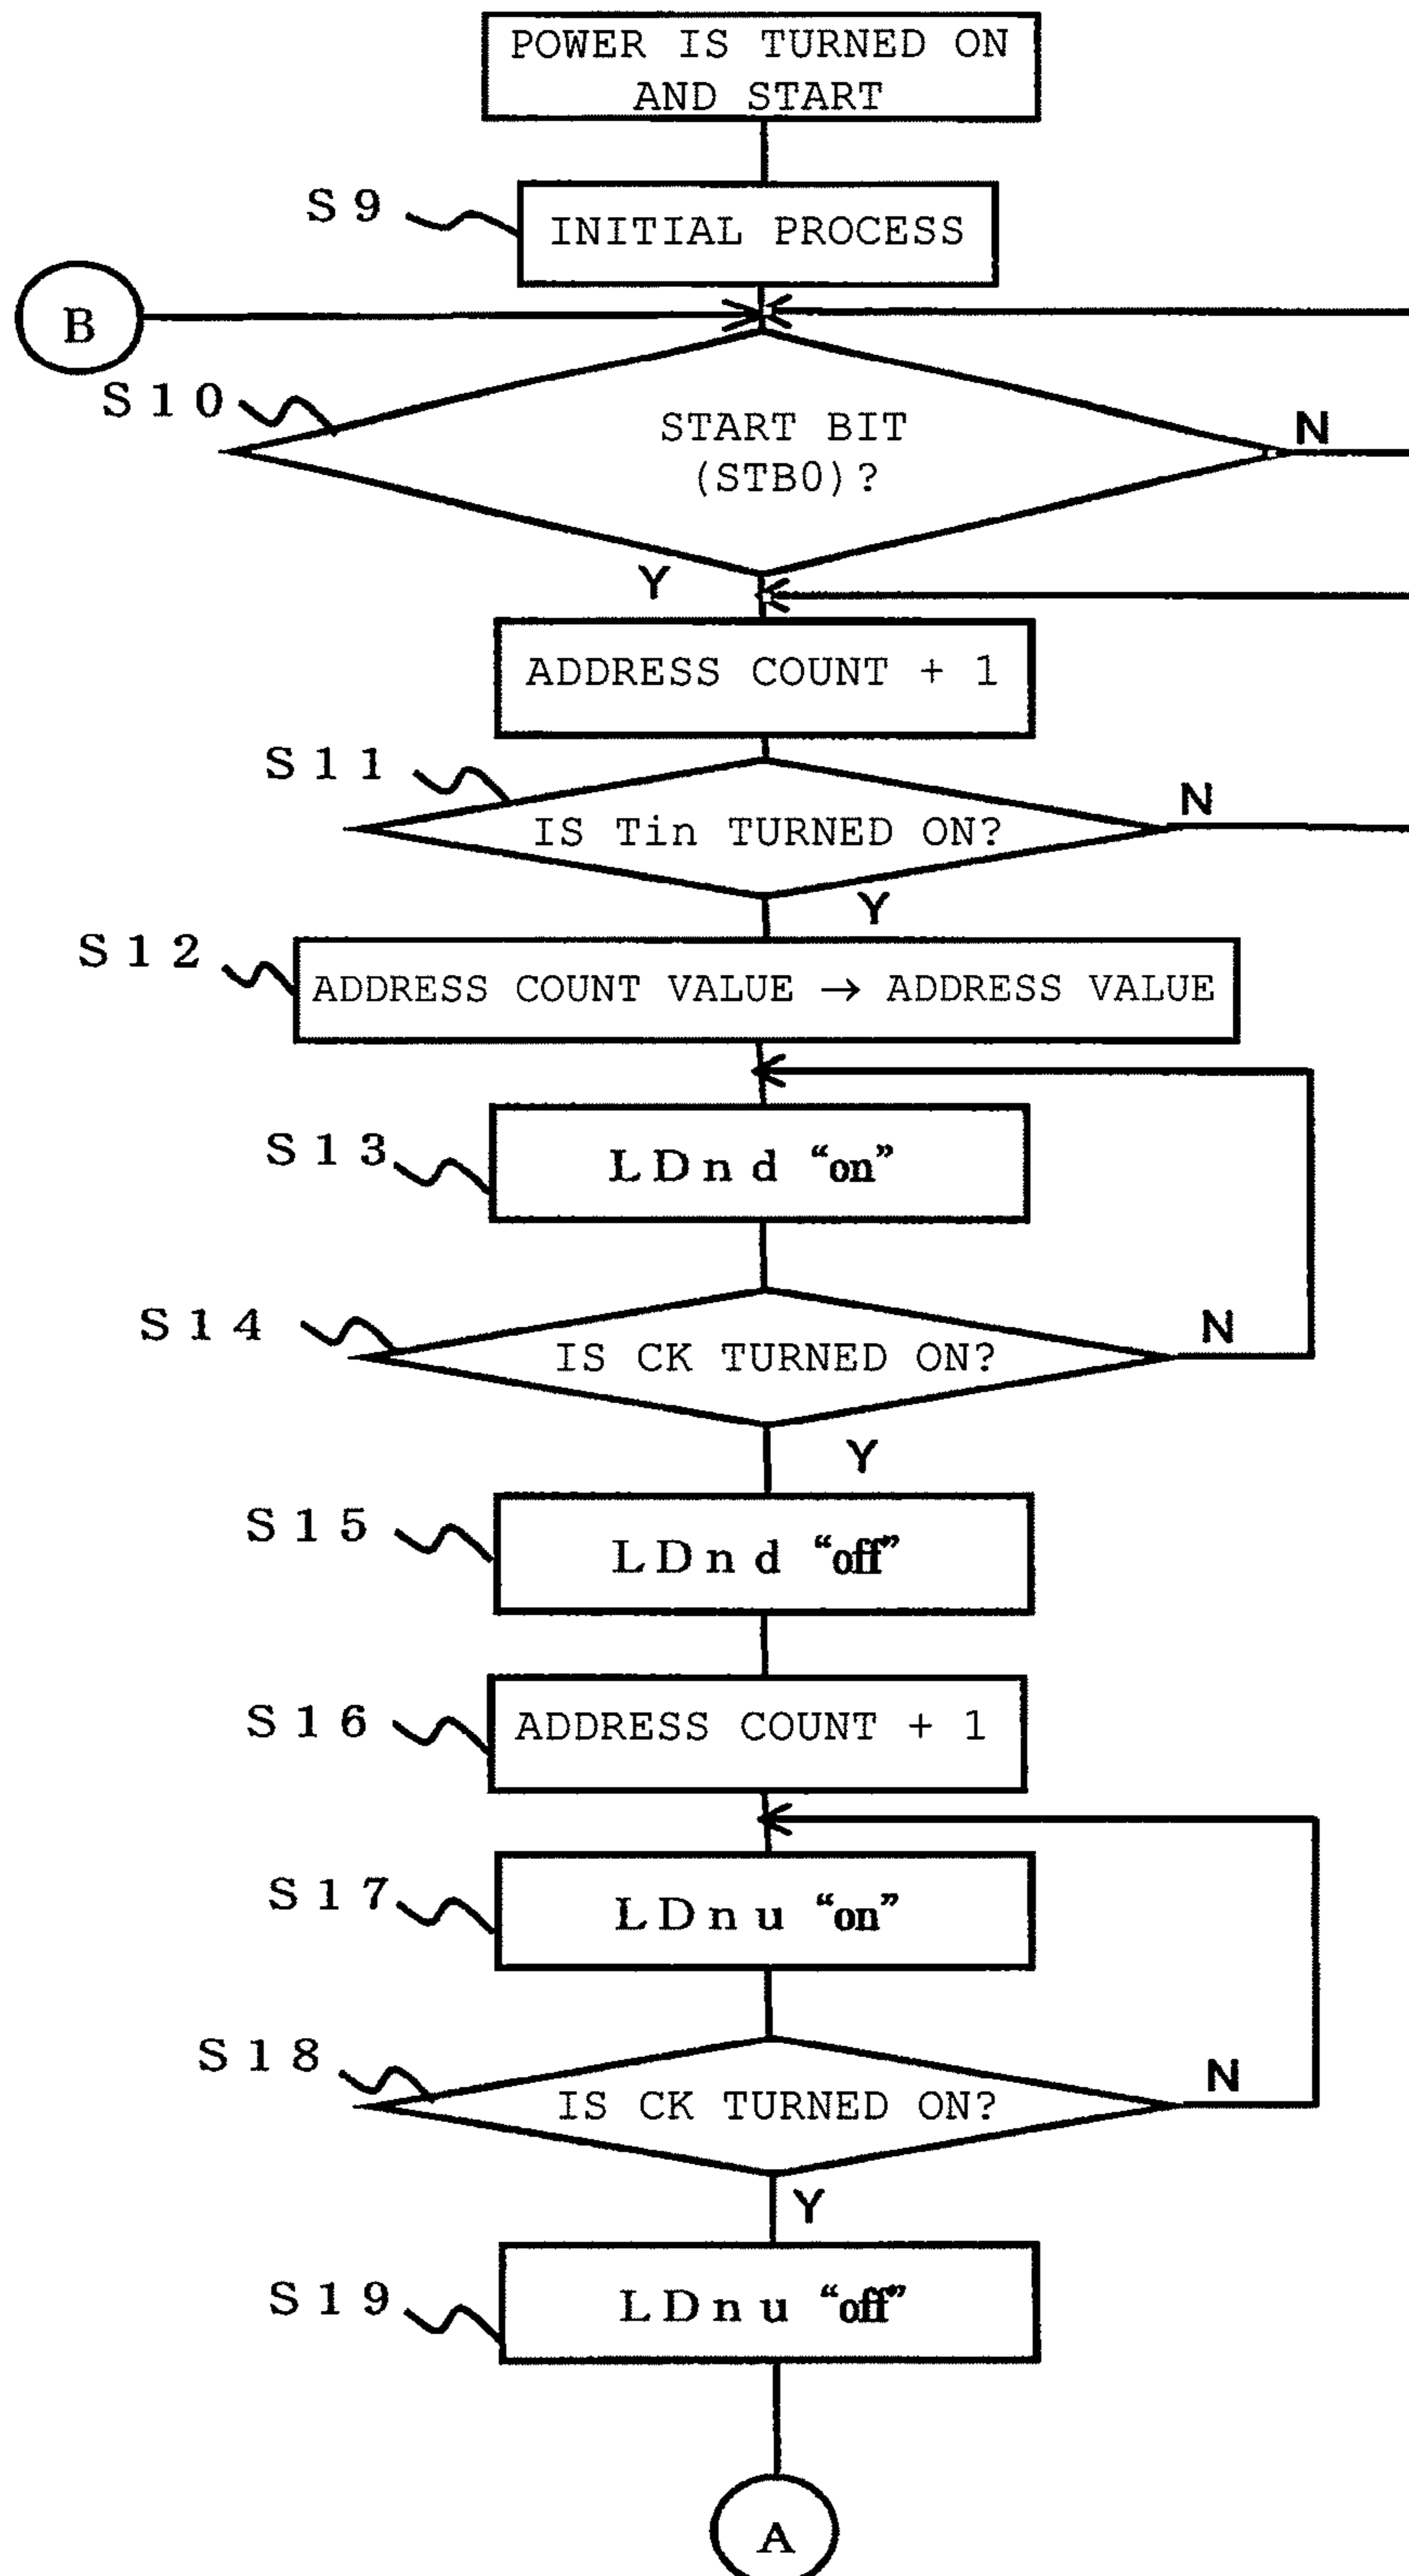 POWER IS TURNED ON
AND START
S9
INITIAL PROCESS
B
S10
START BIT
(STB0)?
N
Y
ADDRESS COUNT + 1
S11
IS Tin TURNED ON?
N
Y
S12
ADDRESS COUNT VALUE → ADDRESS VALUE
S13
LDnd “on”
S14
IS CK TURNED ON?
N
Y
S15
LDnd “off”
S16
ADDRESS COUNT + 1
S17
LDnu “on”
S18
IS CK TURNED ON?
N
Y
S19
LDnu “off”
A